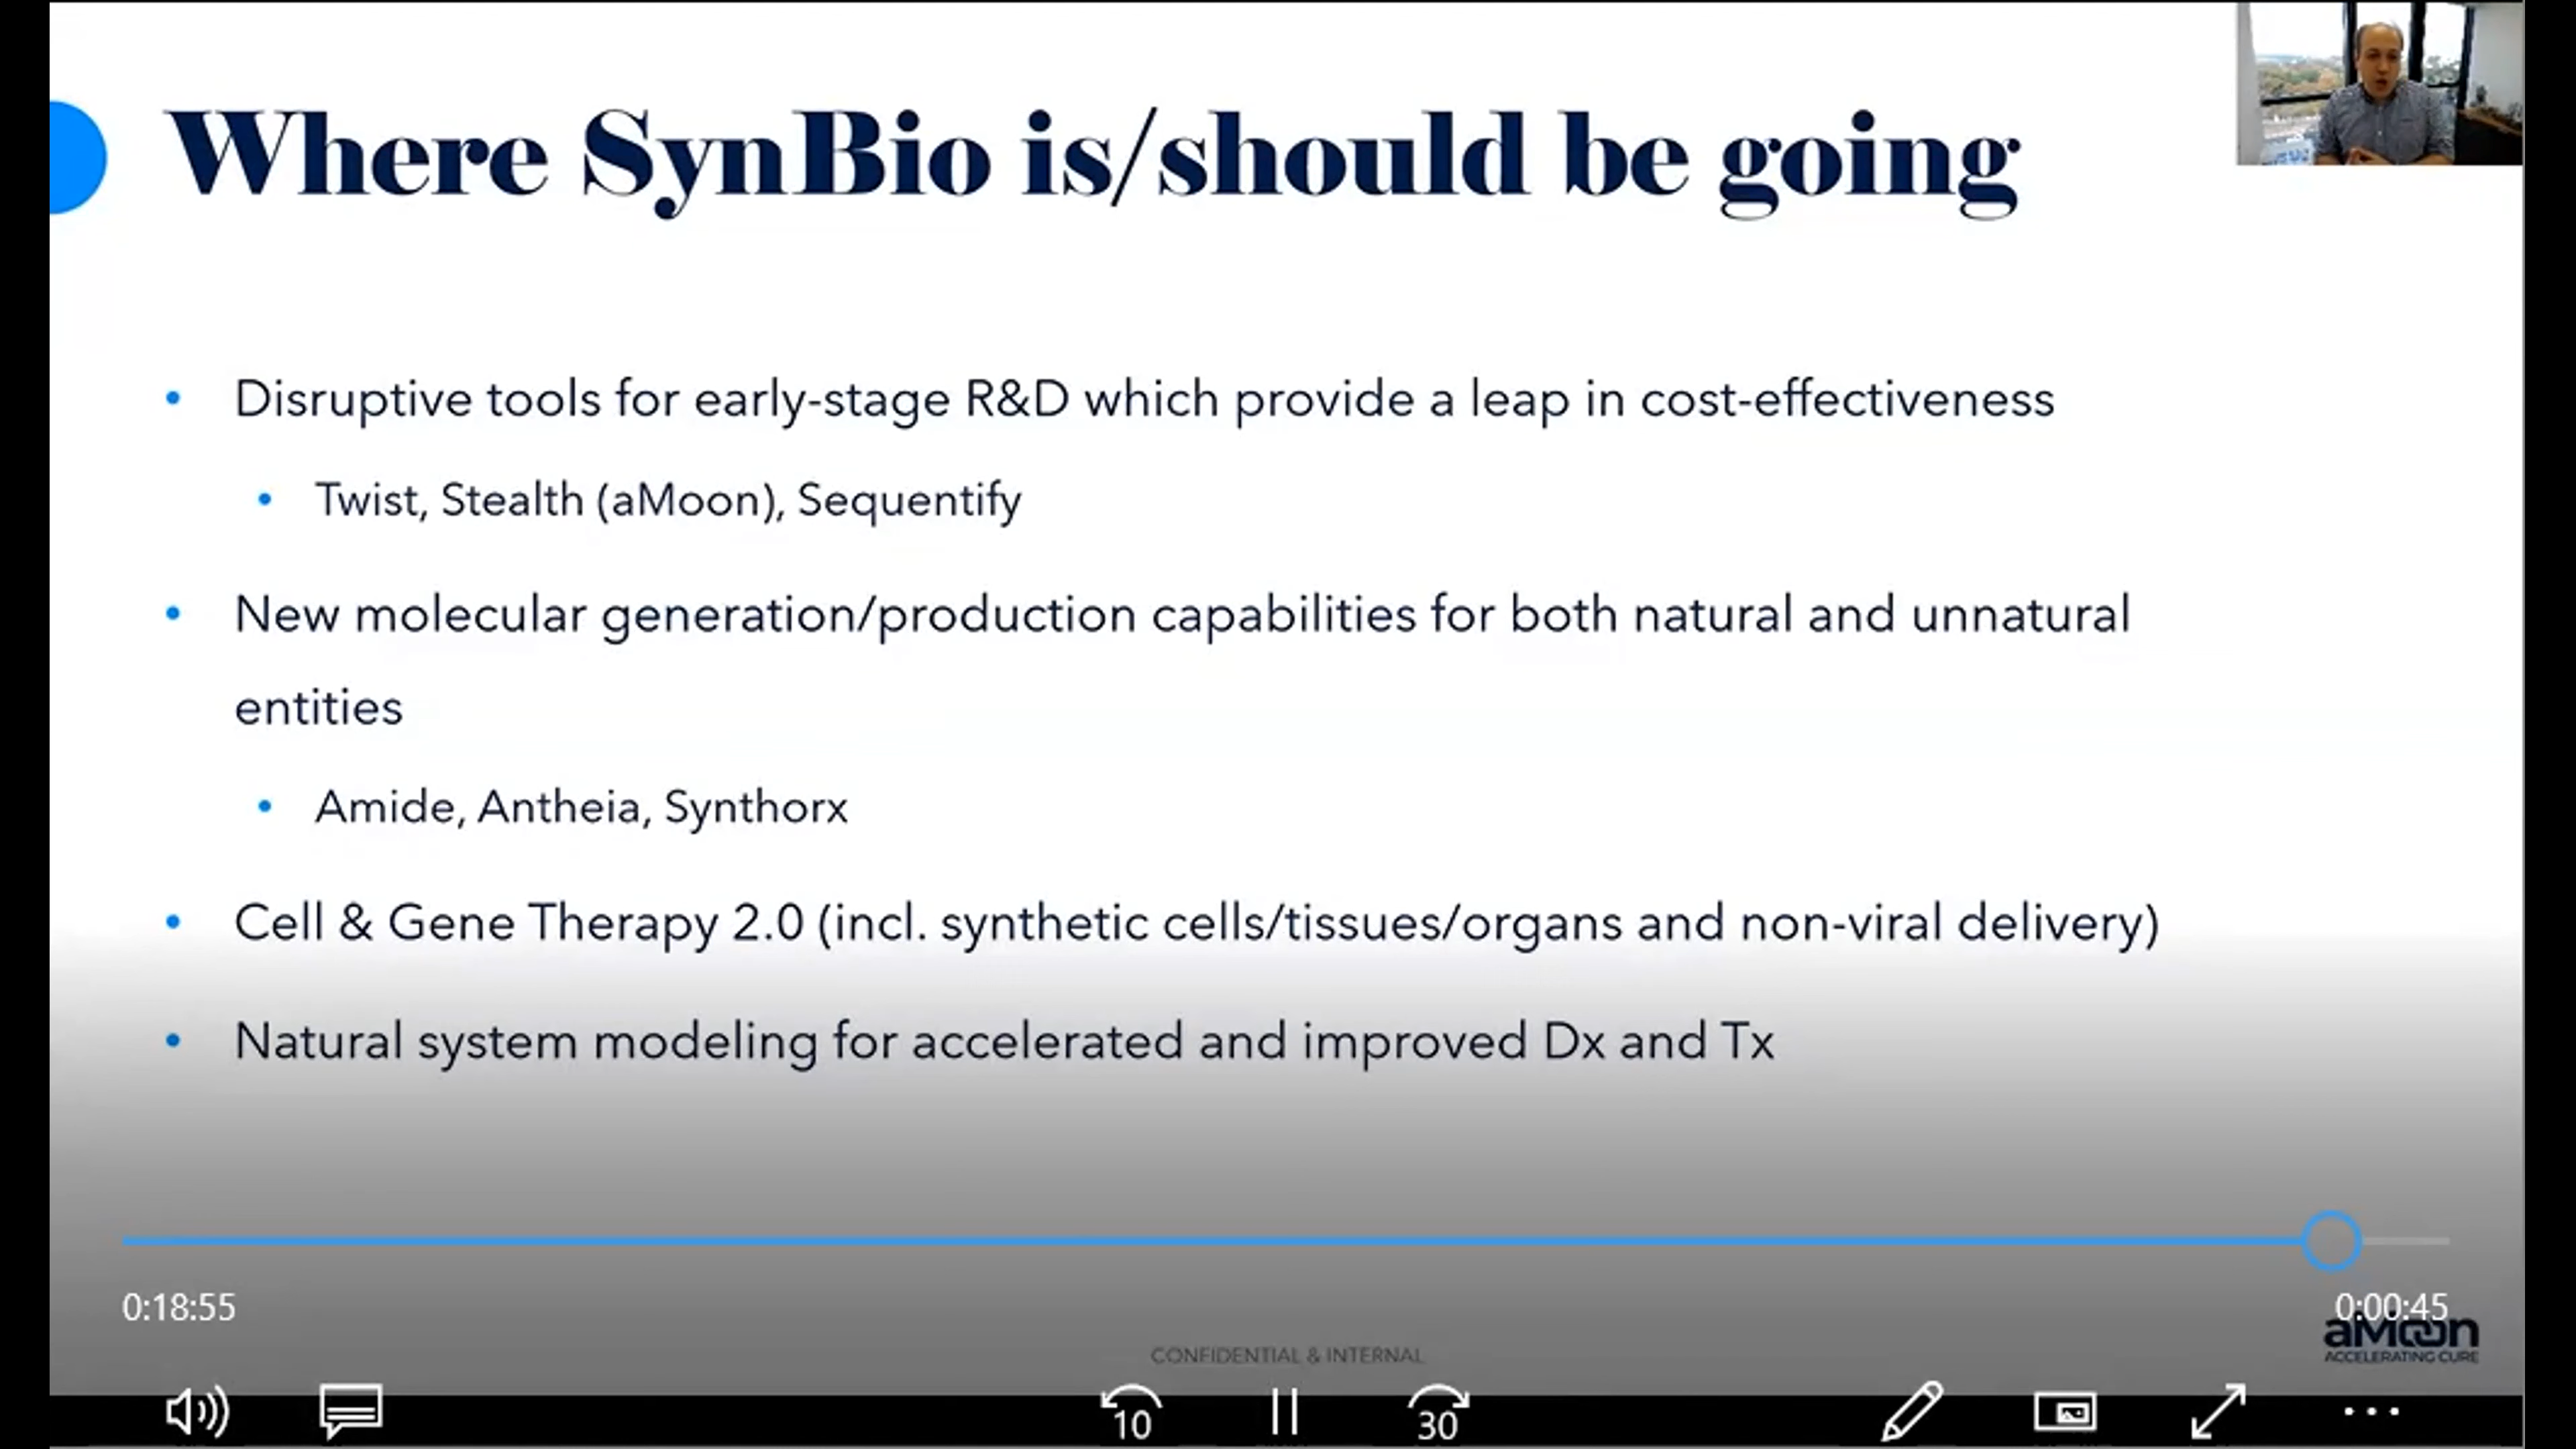 Where SynBio is/should be going
• Disruptive tools for early-stage R&D which provide a leap in cost-effectiveness
• Twist, Stealth (aMoon), Sequentify
• New molecular generation/production capabilities for both natural and unnatural
entities
• Amide, Antheia, Synthorx
• Cell & Gene Therapy 2.0 (incl. synthetic cells/tissues/organs and non-viral delivery)
• Natural system modeling for accelerated and improved Dx and Tx
0:18:55
0:00:45
aMoon
ACCELERATING CURE
CONFIDENTIAL & INTERNAL
10
30